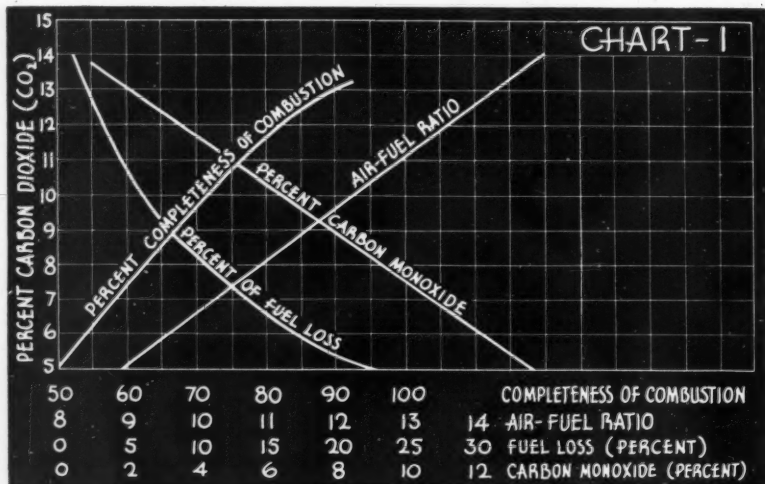 CHART-1
PERCENT CARBON DIOXIDE (CO2)
15
14
13
12
11
10
9
8
7
6
5
PERCENT COMPLETENESS OF COMBUSTION
AIR-FUEL RATIO
PERCENT CARBON MONOXIDE
PERCENT OF FUEL LOSS
50 60 70 80 90 100 COMPLETENESS OF COMBUSTION
8 9 10 11 12 13 14 AIR-FUEL RATIO
0 5 10 15 20 25 30 FUEL LOSS (PERCENT)
0 2 4 6 8 10 12 CARBON MONOXIDE (PERCENT)